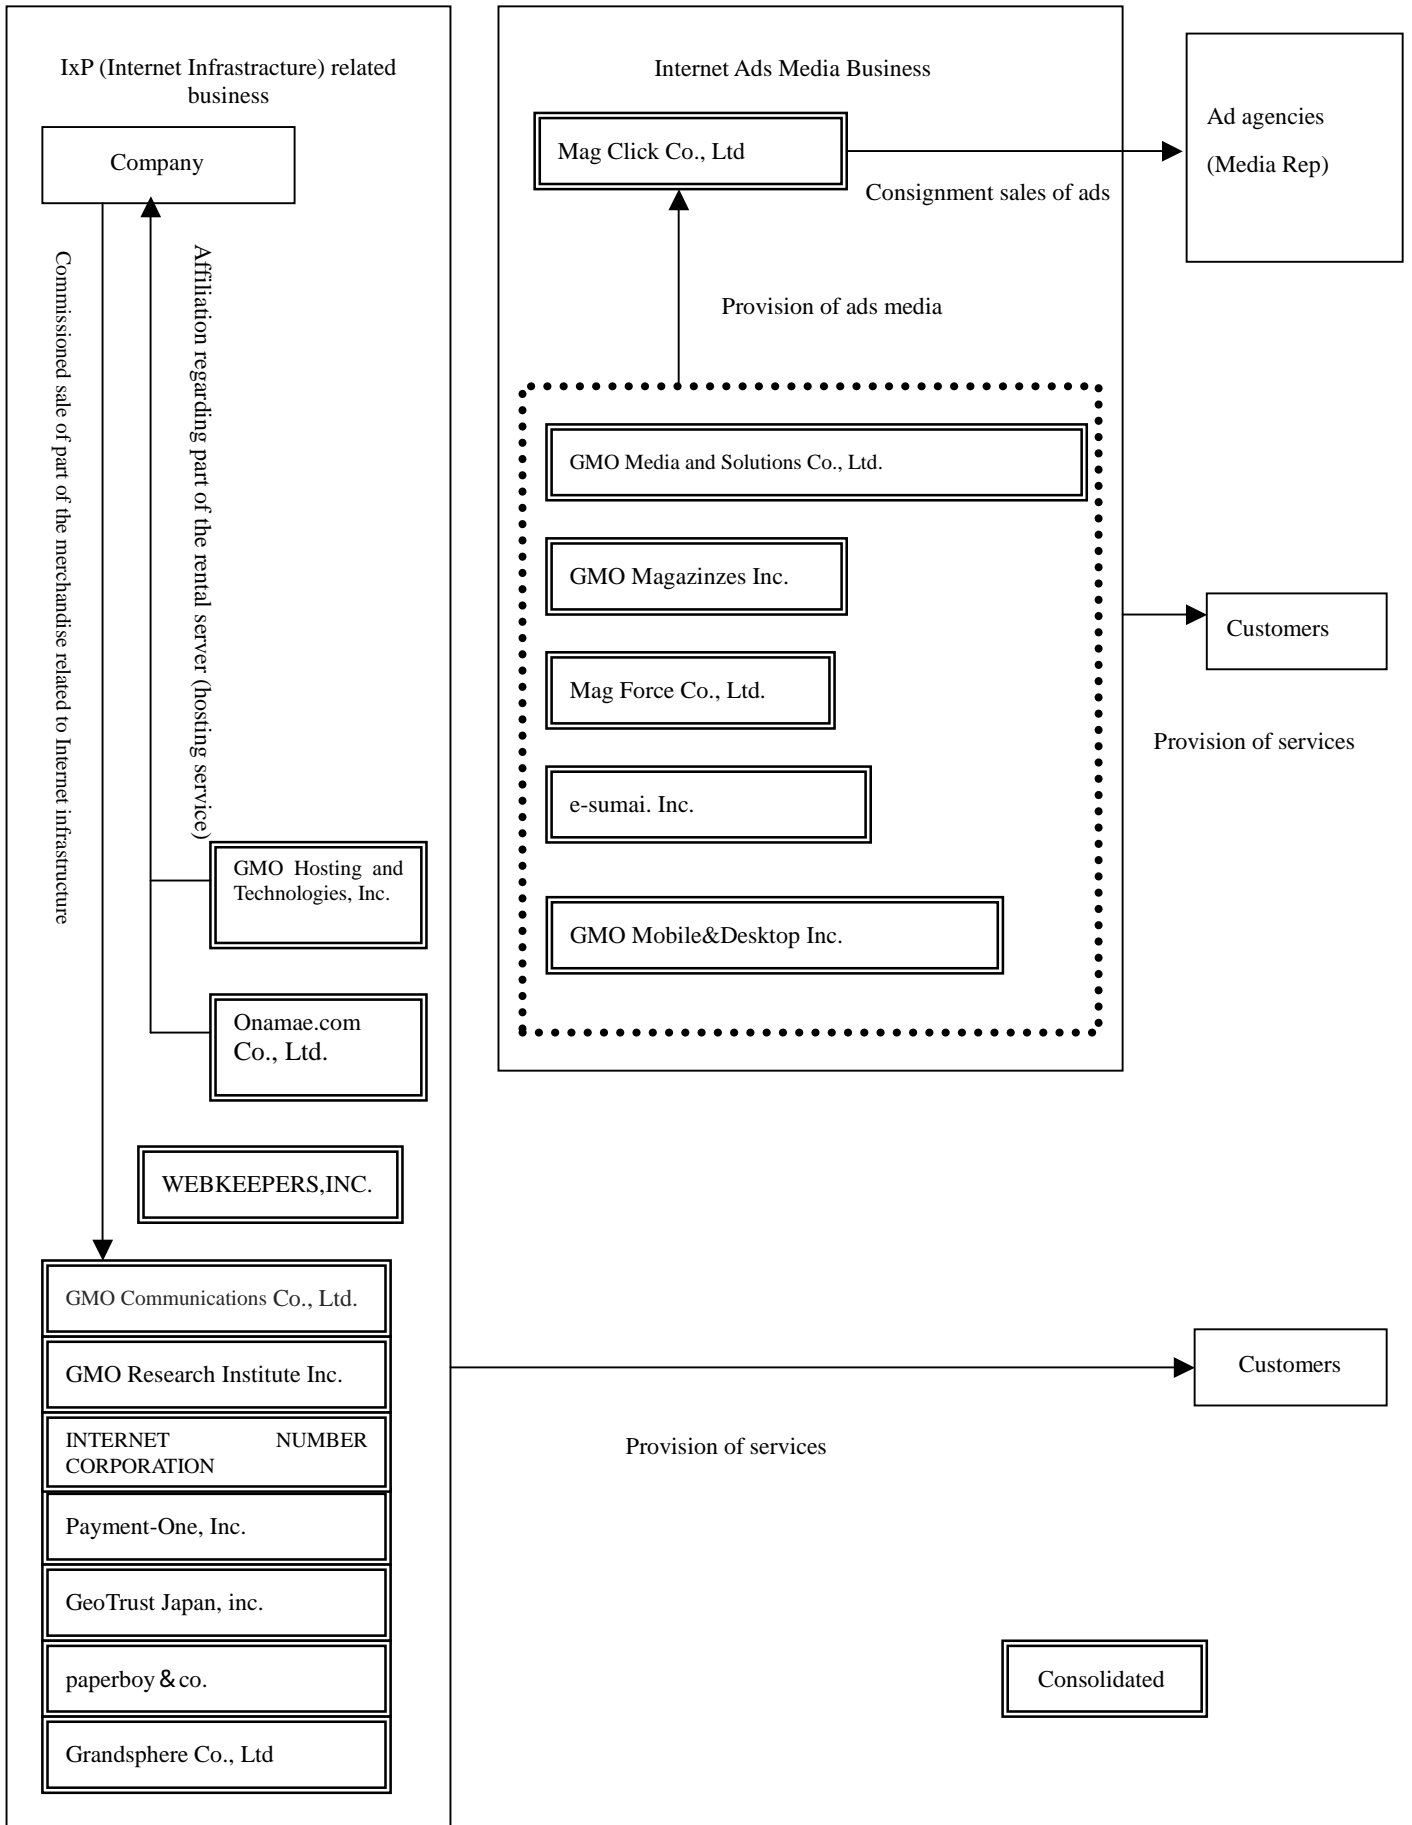 IxP (Internet Infrastracture) related
business
Company
Commissioned sale of part of the merchandise related to Internet infrastructure
Affiliation regarding part of the rental server (hosting service)
GMO Hosting and
Technologies, Inc.
Onamae.com
Co., Ltd.
WEBKEEPERS,INC.
GMO Communications Co., Ltd.
GMO Research Institute Inc.
INTERNET NUMBER
CORPORATION
Payment-One, Inc.
GeoTrust Japan, inc.
paperboy&co.
Grandsphere Co., Ltd
Internet Ads Media Business
Mag Click Co., Ltd
Consignment sales of ads
Ad agencies
(Media Rep)
Provision of ads media
GMO Media and Solutions Co., Ltd.
GMO Magazinzes Inc.
Mag Force Co., Ltd.
e-sumai. Inc.
GMO Mobile&Desktop Inc.
Customers
Provision of services
Customers
Provision of services
Consolidated